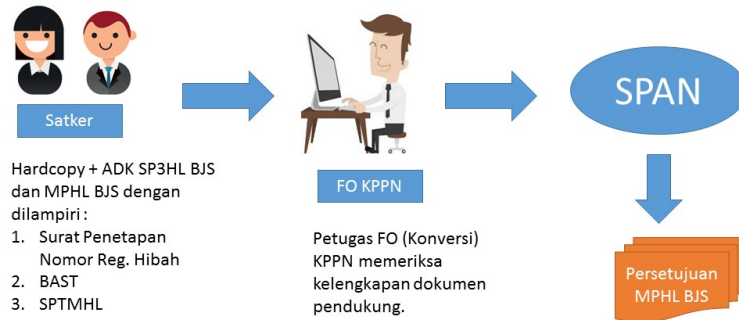 Satker
Hardcopy + ADK SP3HL BJS
dan MPHL BJS dengan
dilampiri :
1. Surat Penetapan
Nomor Reg. Hibah
2. BAST
3. SPTMHL
FO KPPN
Petugas FO (Konversi)
KPPN memeriksa
kelengkapan dokumen
pendukung.
SPAN
Persetujuan
MPHL BJS